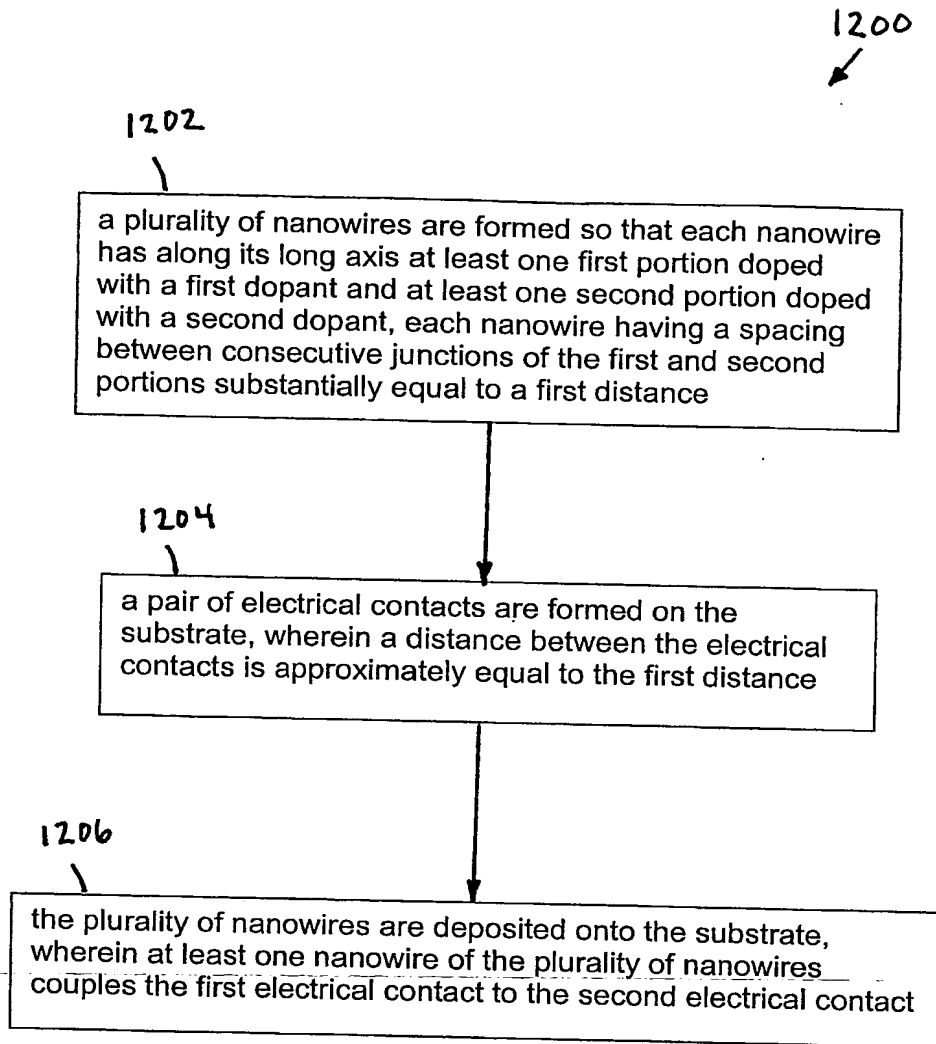 1200
1202
a plurality of nanowires are formed so that each nanowire
has along its long axis at least one first portion doped
with a first dopant and at least one second portion doped
with a second dopant, each nanowire having a spacing
between consecutive junctions of the first and second
portions substantially equal to a first distance
1204
a pair of electrical contacts are formed on the
substrate, wherein a distance between the electrical
contacts is approximately equal to the first distance
1206
the plurality of nanowires are deposited onto the substrate,
wherein at least one nanowire of the plurality of nanowires
couples the first electrical contact to the second electrical contact